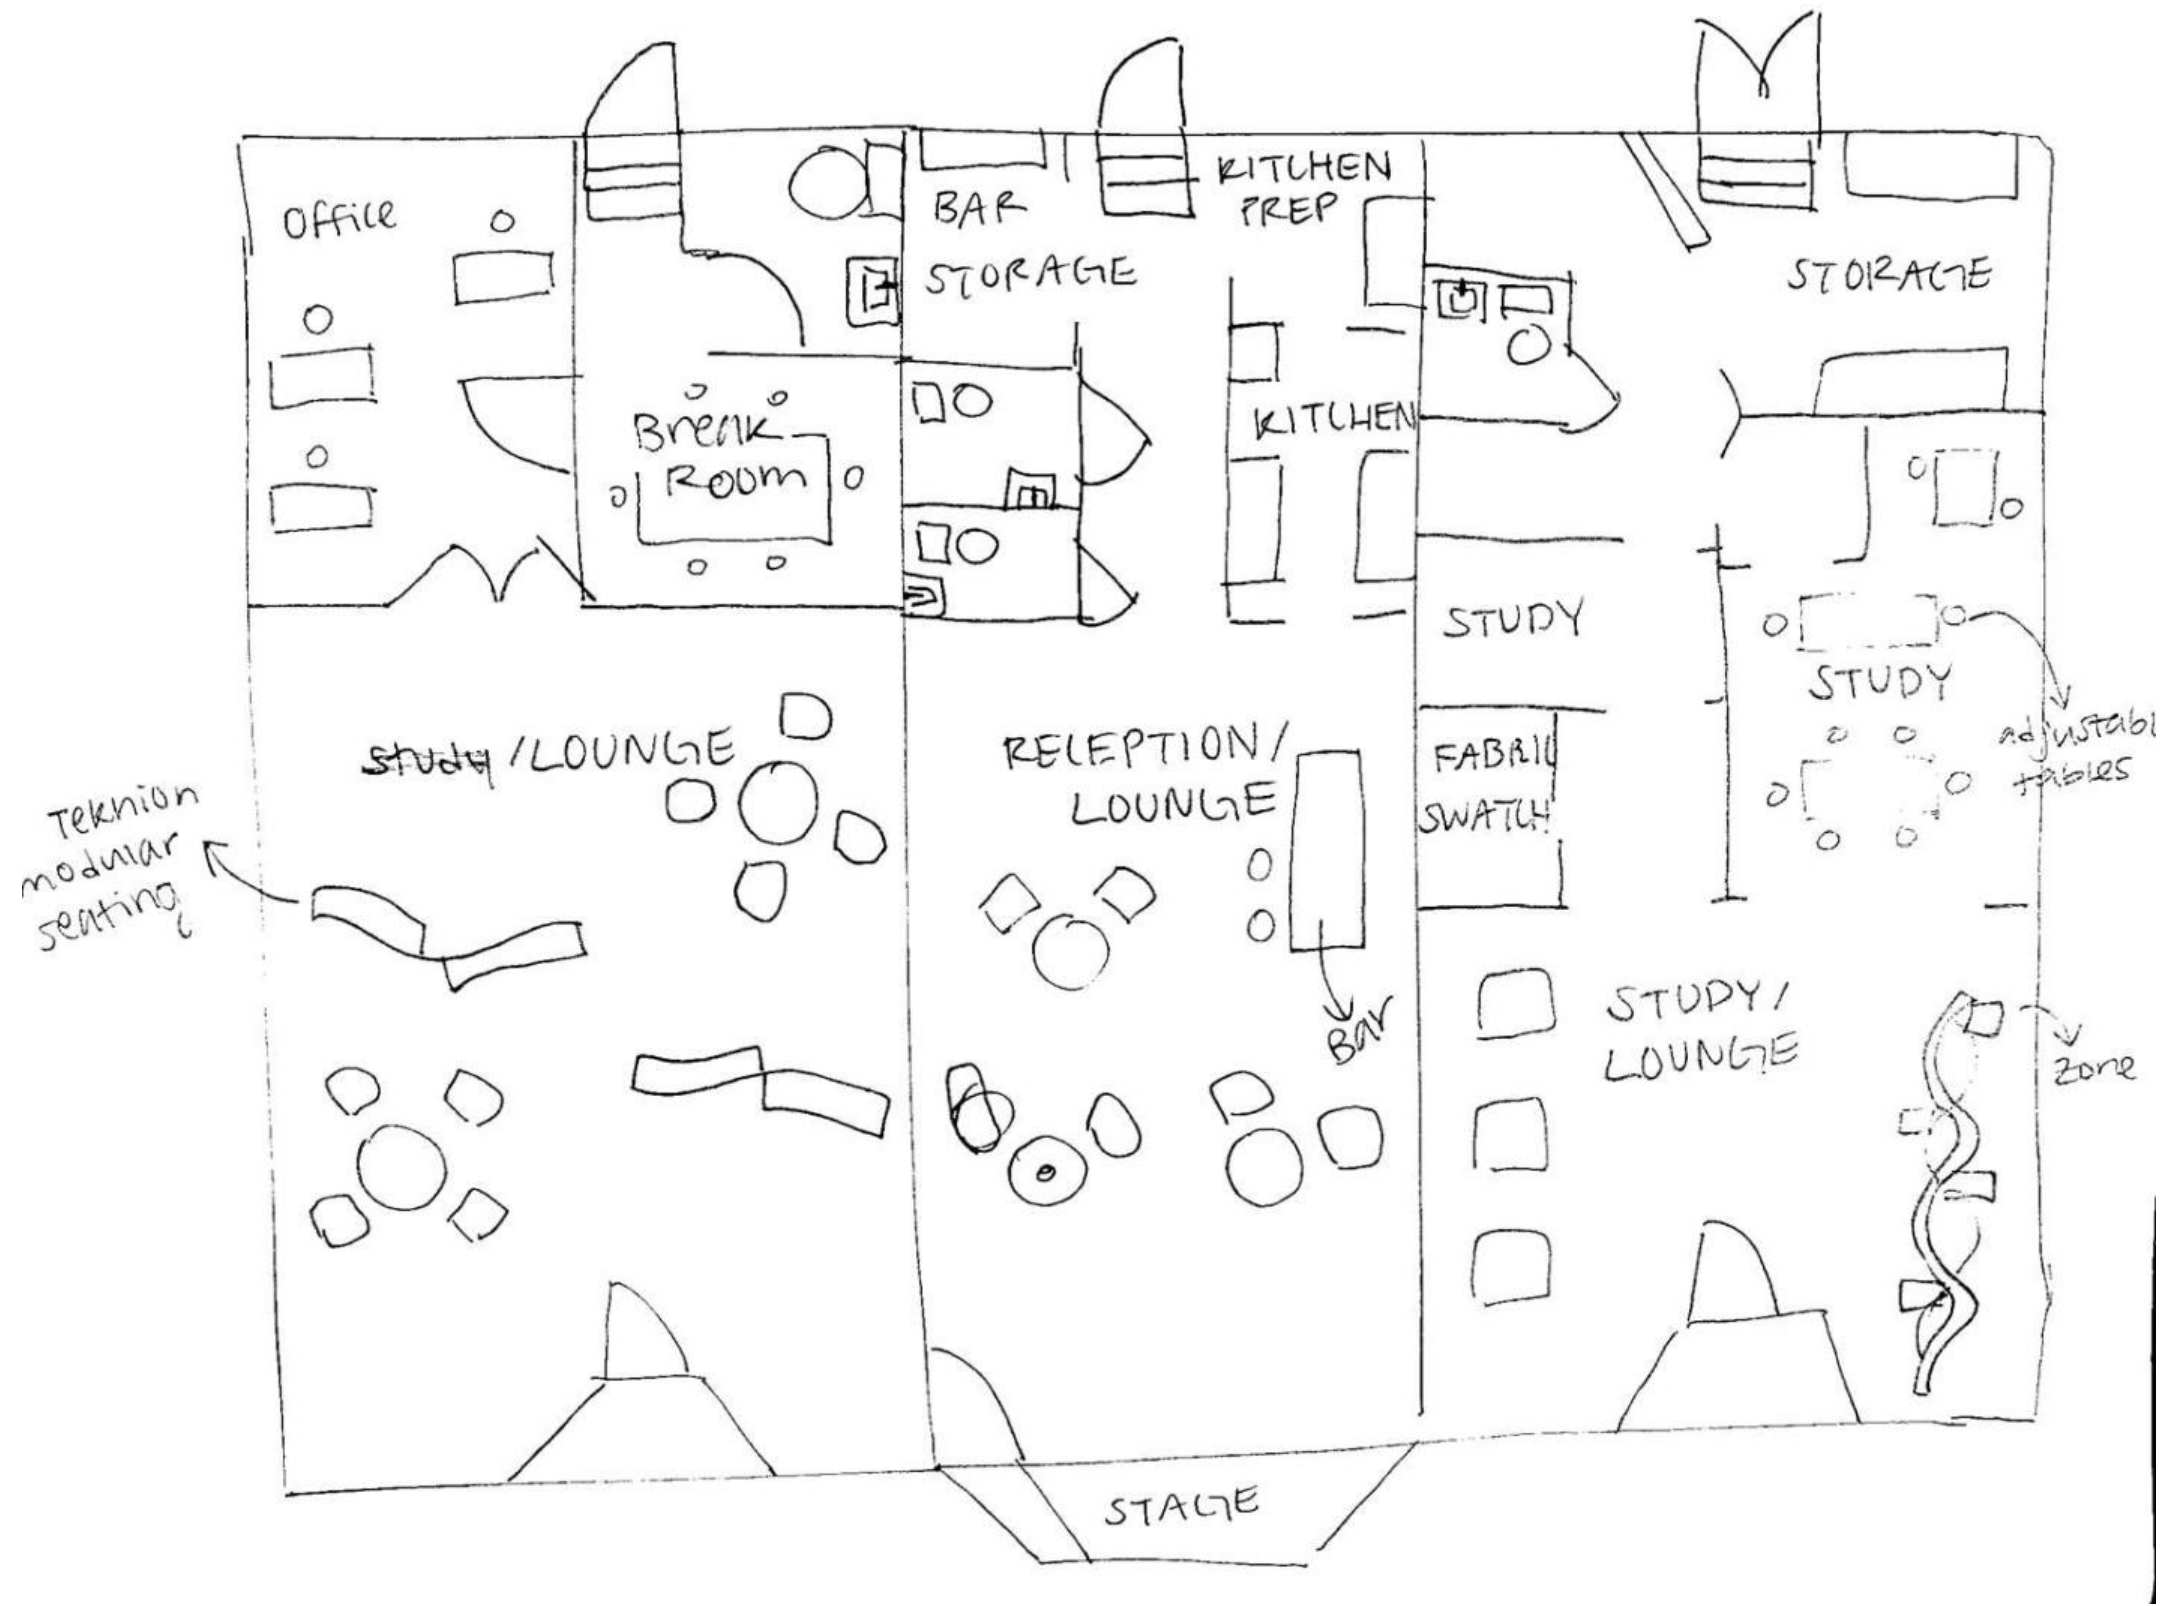 Office
BAR
STORAGE
KITCHEN
PREP
STORAGE
Break
Room
KITCHEN
STUDY
STUDY
adjustabl
tables
study/LOUNGE
RECEPTION/
LOUNGE
FABRIC
SWATCH
Teknion
modular
seating
Bar
STUDY/
LOUNGE
Zone
STAGE